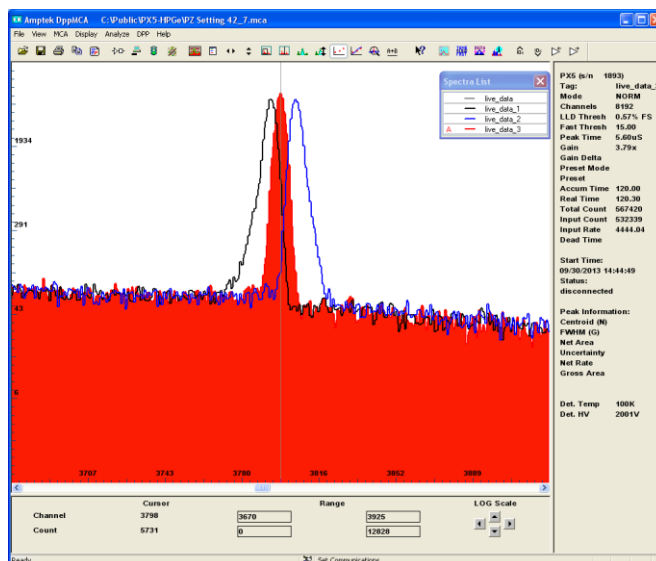 Amptek DppMCA C:\Public\PX5-HPGe\PZ Setting 42_7.mca
File View MCA Display Analyze DPP Help
Spectra List
live_data
live_data_1
live_data_2
A live_data_3
1934
291
43
6
3707 3743 3780 3816 3852 3889
PX5 (s/n 1893)
Tag: live_data_
Mode NORM
Channels 8192
LLD Thresh 0.57% FS
Fast Thresh 15.00
Peak Time 5.60uS
Gain 3.79x
Gain Delta
Preset Mode
Preset
Accum Time 120.00
Real Time 120.30
Total Count 567420
Input Count 532339
Input Rate 4444.04
Dead Time
Start Time:
09/30/2013 14:44:49
Status:
disconnected
Peak Information:
Centroid (N)
FWHM (G)
Net Area
Uncertainty
Net Rate
Gross Area
Det. Temp 100K
Det. HV 2001V
Cursor Range LOG Scale
Channel 3798 3670 3925
Count 5731 0 12828
Ready Set Communications